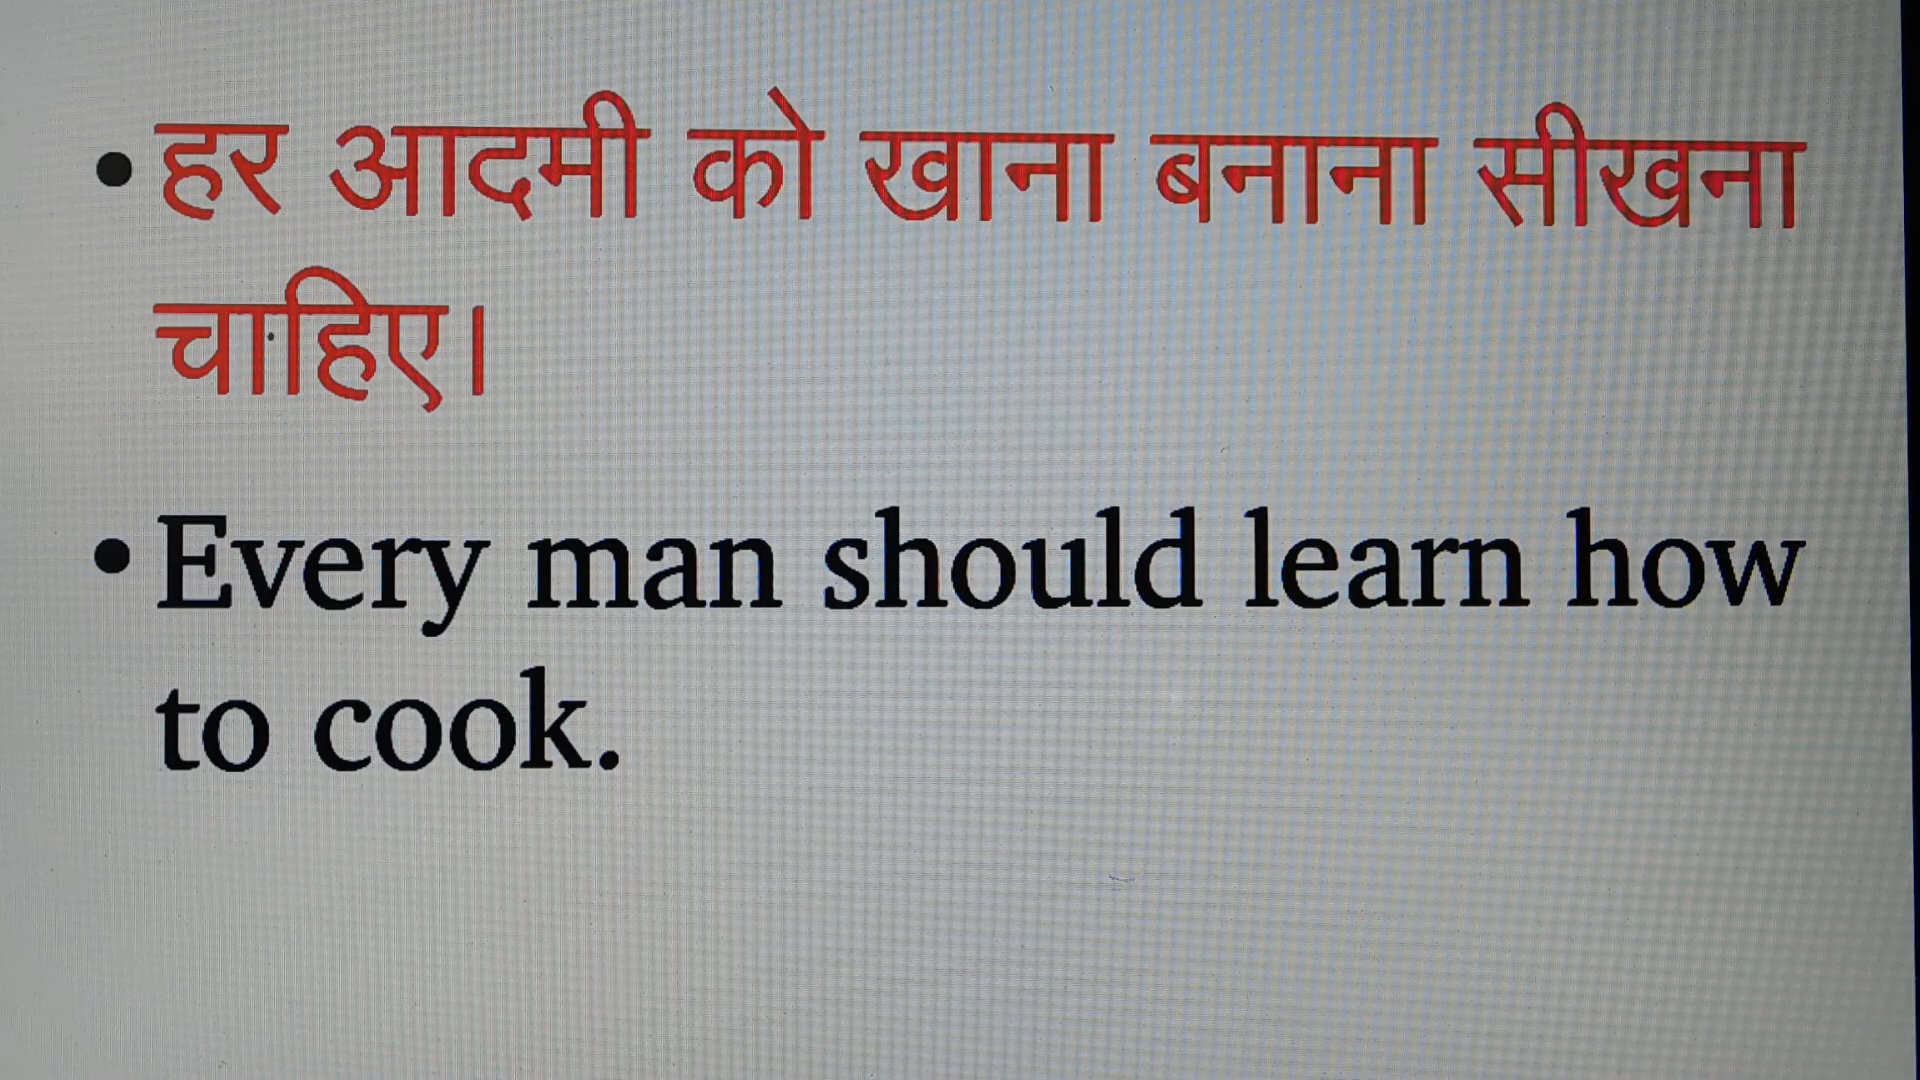 • हर आदमी को खाना बनाना सीखना
चाहिए।
• Every man should learn how
to cook.